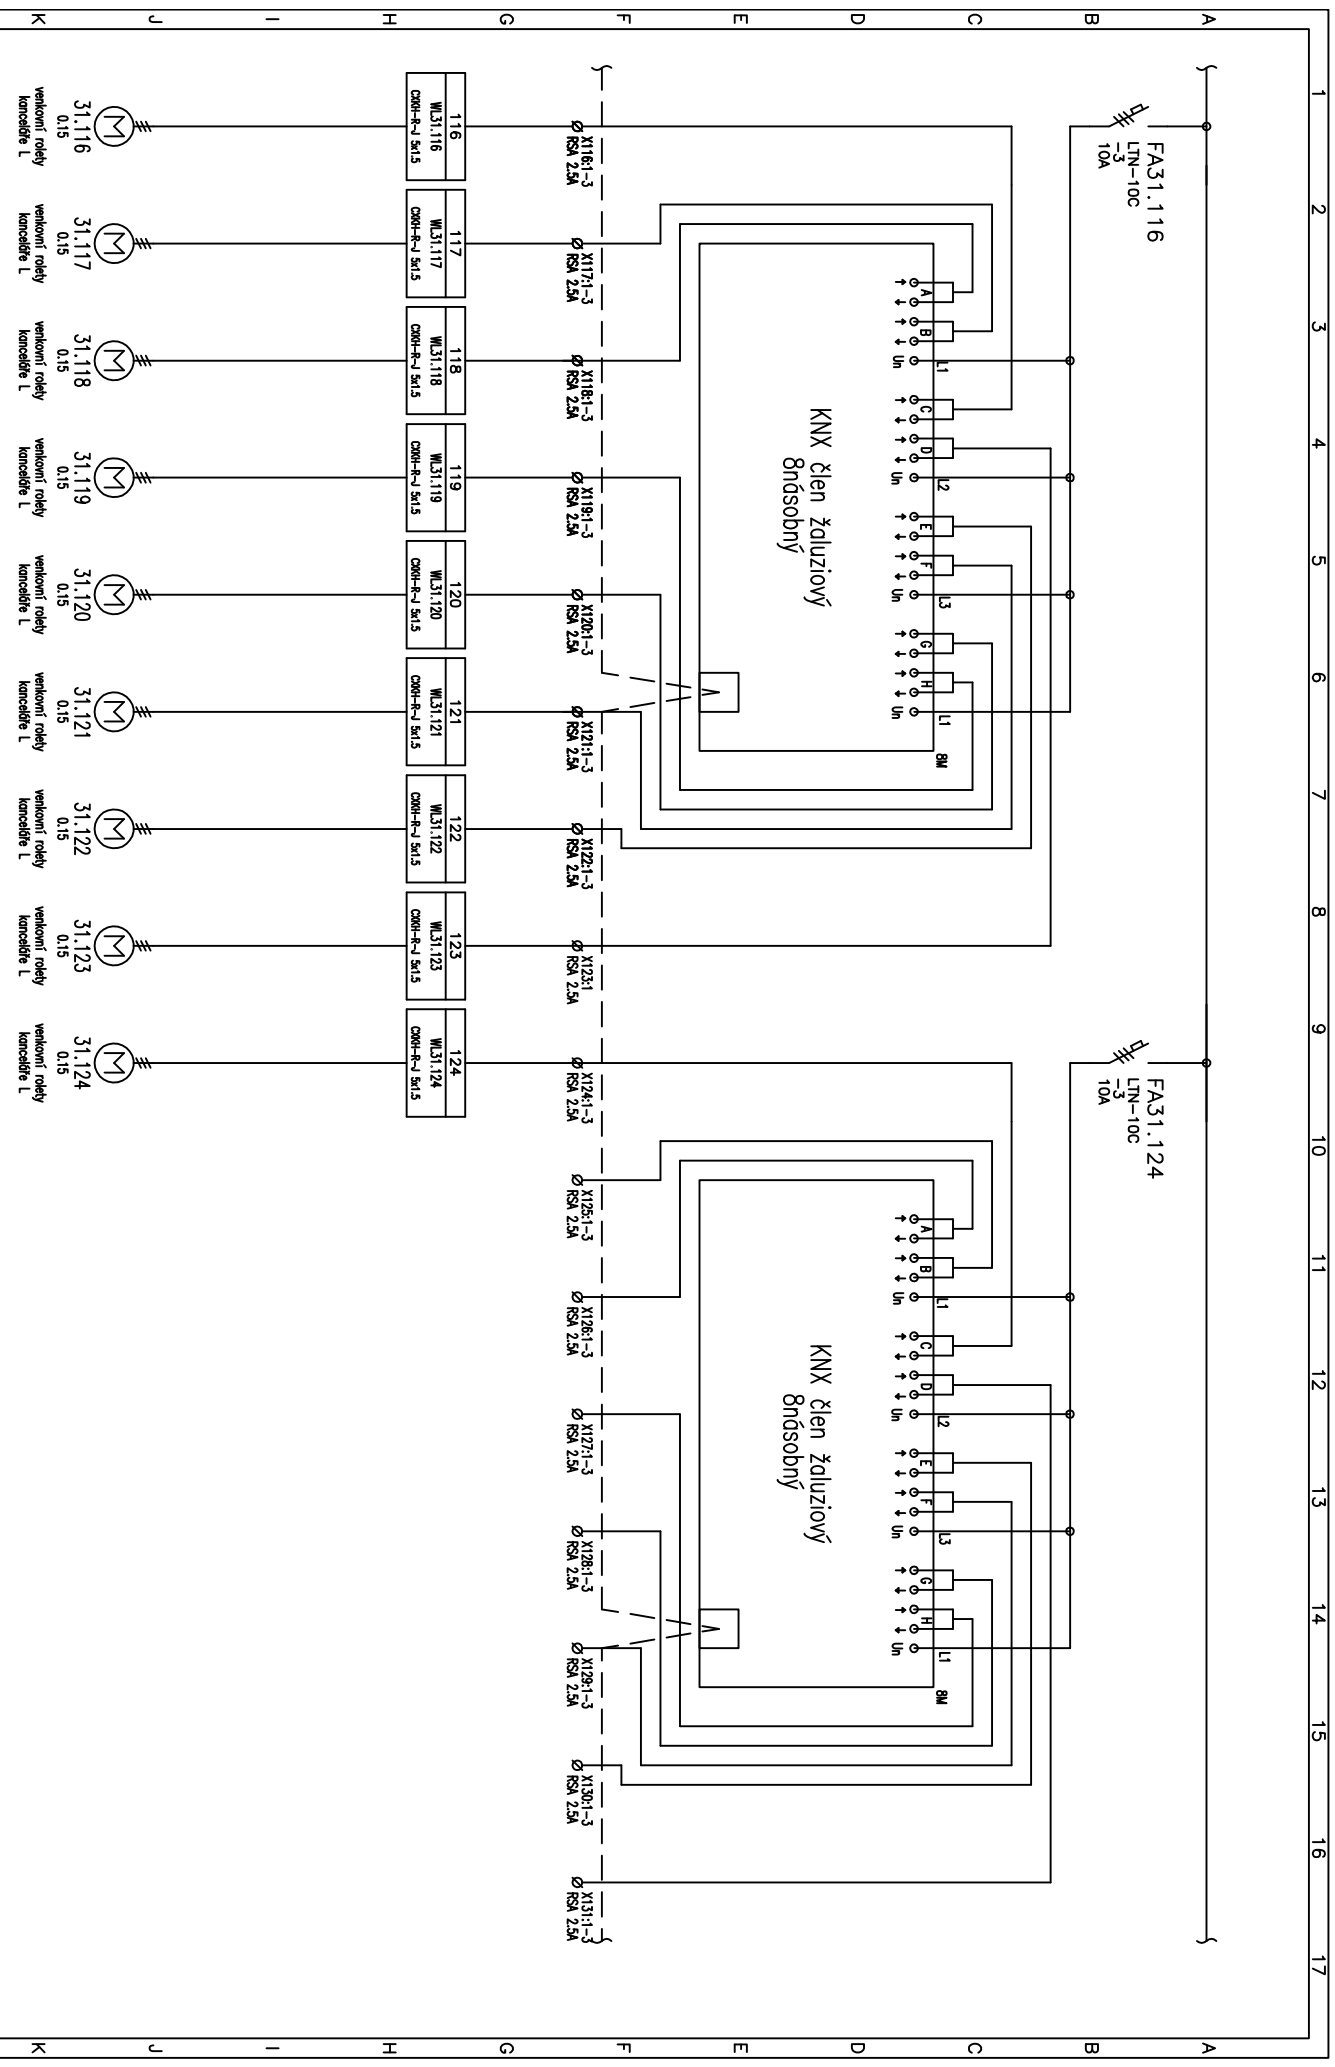 1 2 3 4 5 6 7 8 9 10 11 12 13 14 15 16 17
A
B
C
D
E
F
G
H
I
J
K
A
B
C
D
E
F
G
H
I
J
K
FA31.116
LTN-10C
-3
10A
FA31.124
LTN-10C
-3
10A
L1 L2 L3 L1 8M
A B Un C D Un E F Un G H Un
KNX člen žaluziový
8násobný
L1 L2 L3 L1 8M
A B Un C D Un E F Un G H Un
KNX člen žaluziový
8násobný
X116:1-3
RSA 2.5A
X117:1-3
RSA 2.5A
X118:1-3
RSA 2.5A
X119:1-3
RSA 2.5A
X120:1-3
RSA 2.5A
X121:1-3
RSA 2.5A
X122:1-3
RSA 2.5A
X123:1
RSA 2.5A
X124:1-3
RSA 2.5A
X125:1-3
RSA 2.5A
X126:1-3
RSA 2.5A
X127:1-3
RSA 2.5A
X128:1-3
RSA 2.5A
X129:1-3
RSA 2.5A
X130:1-3
RSA 2.5A
X131:1-3
RSA 2.5A
116
WL31.116
CXKH-R-J 5x1.5
117
WL31.117
CXKH-R-J 5x1.5
118
WL31.118
CXKH-R-J 5x1.5
119
WL31.119
CXKH-R-J 5x1.5
120
WL31.120
CXKH-R-J 5x1.5
121
WL31.121
CXKH-R-J 5x1.5
122
WL31.122
CXKH-R-J 5x1.5
123
WL31.123
CXKH-R-J 5x1.5
124
WL31.124
CXKH-R-J 5x1.5
M
31.116
0.15
venkovní rolety
kanceláře L
M
31.117
0.15
venkovní rolety
kanceláře L
M
31.118
0.15
venkovní rolety
kanceláře L
M
31.119
0.15
venkovní rolety
kanceláře L
M
31.120
0.15
venkovní rolety
kanceláře L
M
31.121
0.15
venkovní rolety
kanceláře L
M
31.122
0.15
venkovní rolety
kanceláře L
M
31.123
0.15
venkovní rolety
kanceláře L
M
31.124
0.15
venkovní rolety
kanceláře L